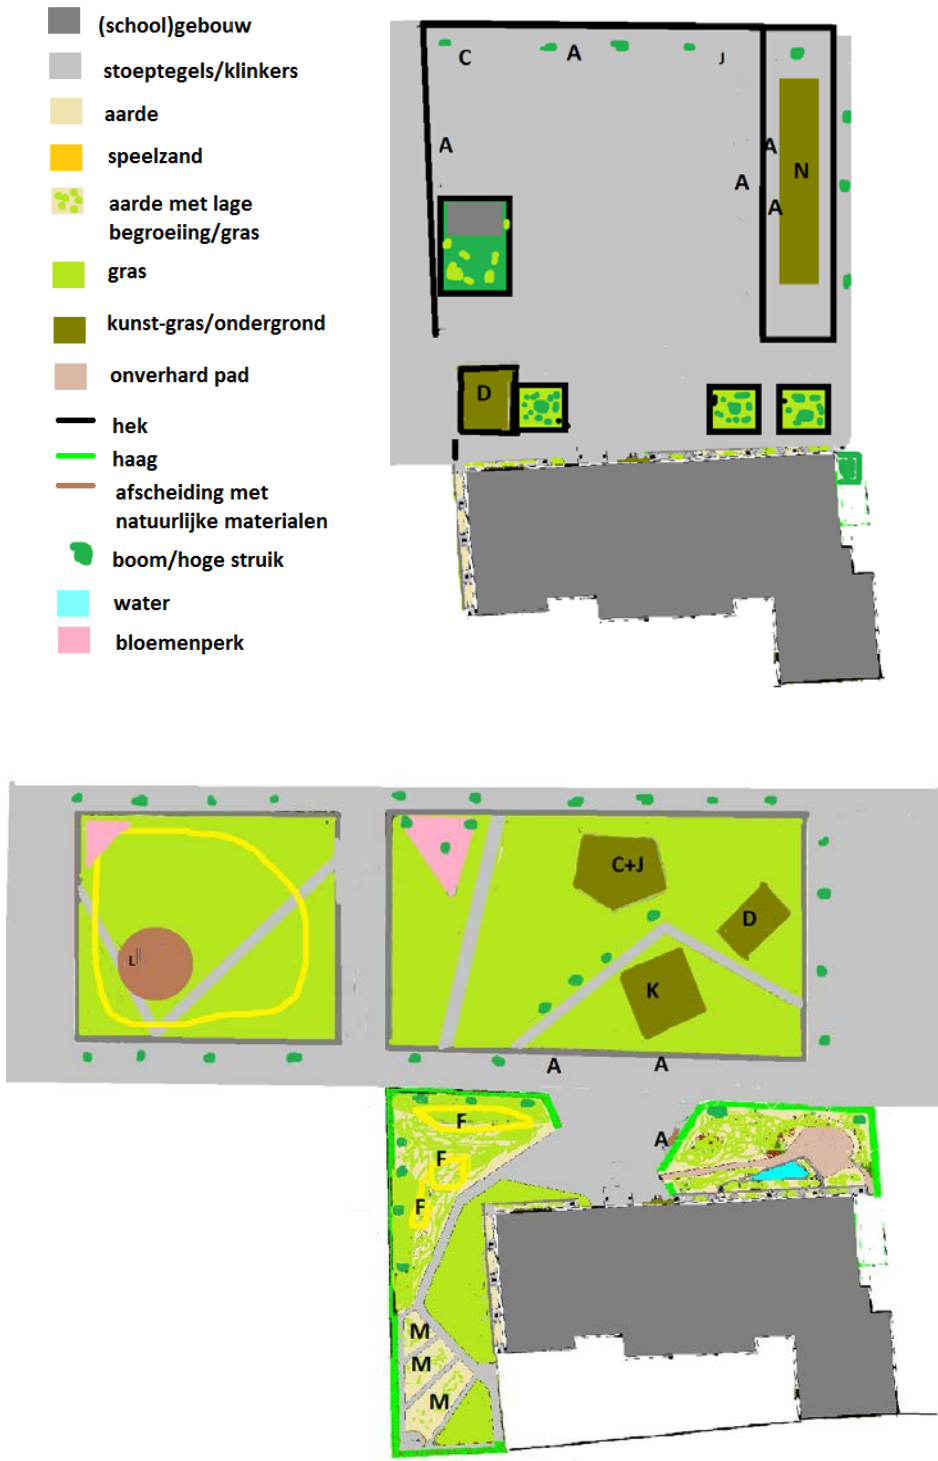 (school)gebouw
stoeptegels/klinkers
aarde
speelzand
aarde met lage
begroeiing/gras
gras
kunst-gras/ondergrond
onverhard pad
hek
haag
afscheiding met
natuurlijke materialen
boom/hoge struik
water
bloemenperk
C
A
J
A
A
N
A
A
D
C+J
D
L
K
A
A
F
A
F
F
M
M
M